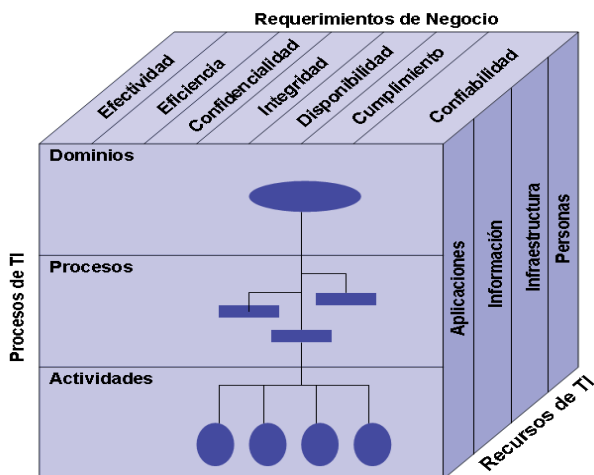 Requerimientos de Negocio
Efectividad
Eficiencia
Confidencialidad
Integridad
Disponibilidad
Cumplimiento
Confiabilidad
Dominios
Procesos
Actividades
Procesos de TI
Aplicaciones
Información
Infraestructura
Personas
Recursos de TI